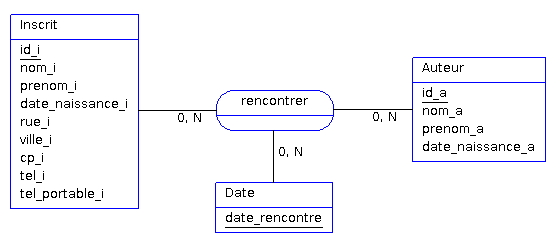 Inscrit
id_i
nom_i
prenom_i
date_naissance_i
rue_i
ville_i
cp_i
tel_i
tel_portable_i
0, N
rencontrer
0, N
0, N
Auteur
id_a
nom_a
prenom_a
date_naissance_a
Date
date_rencontre